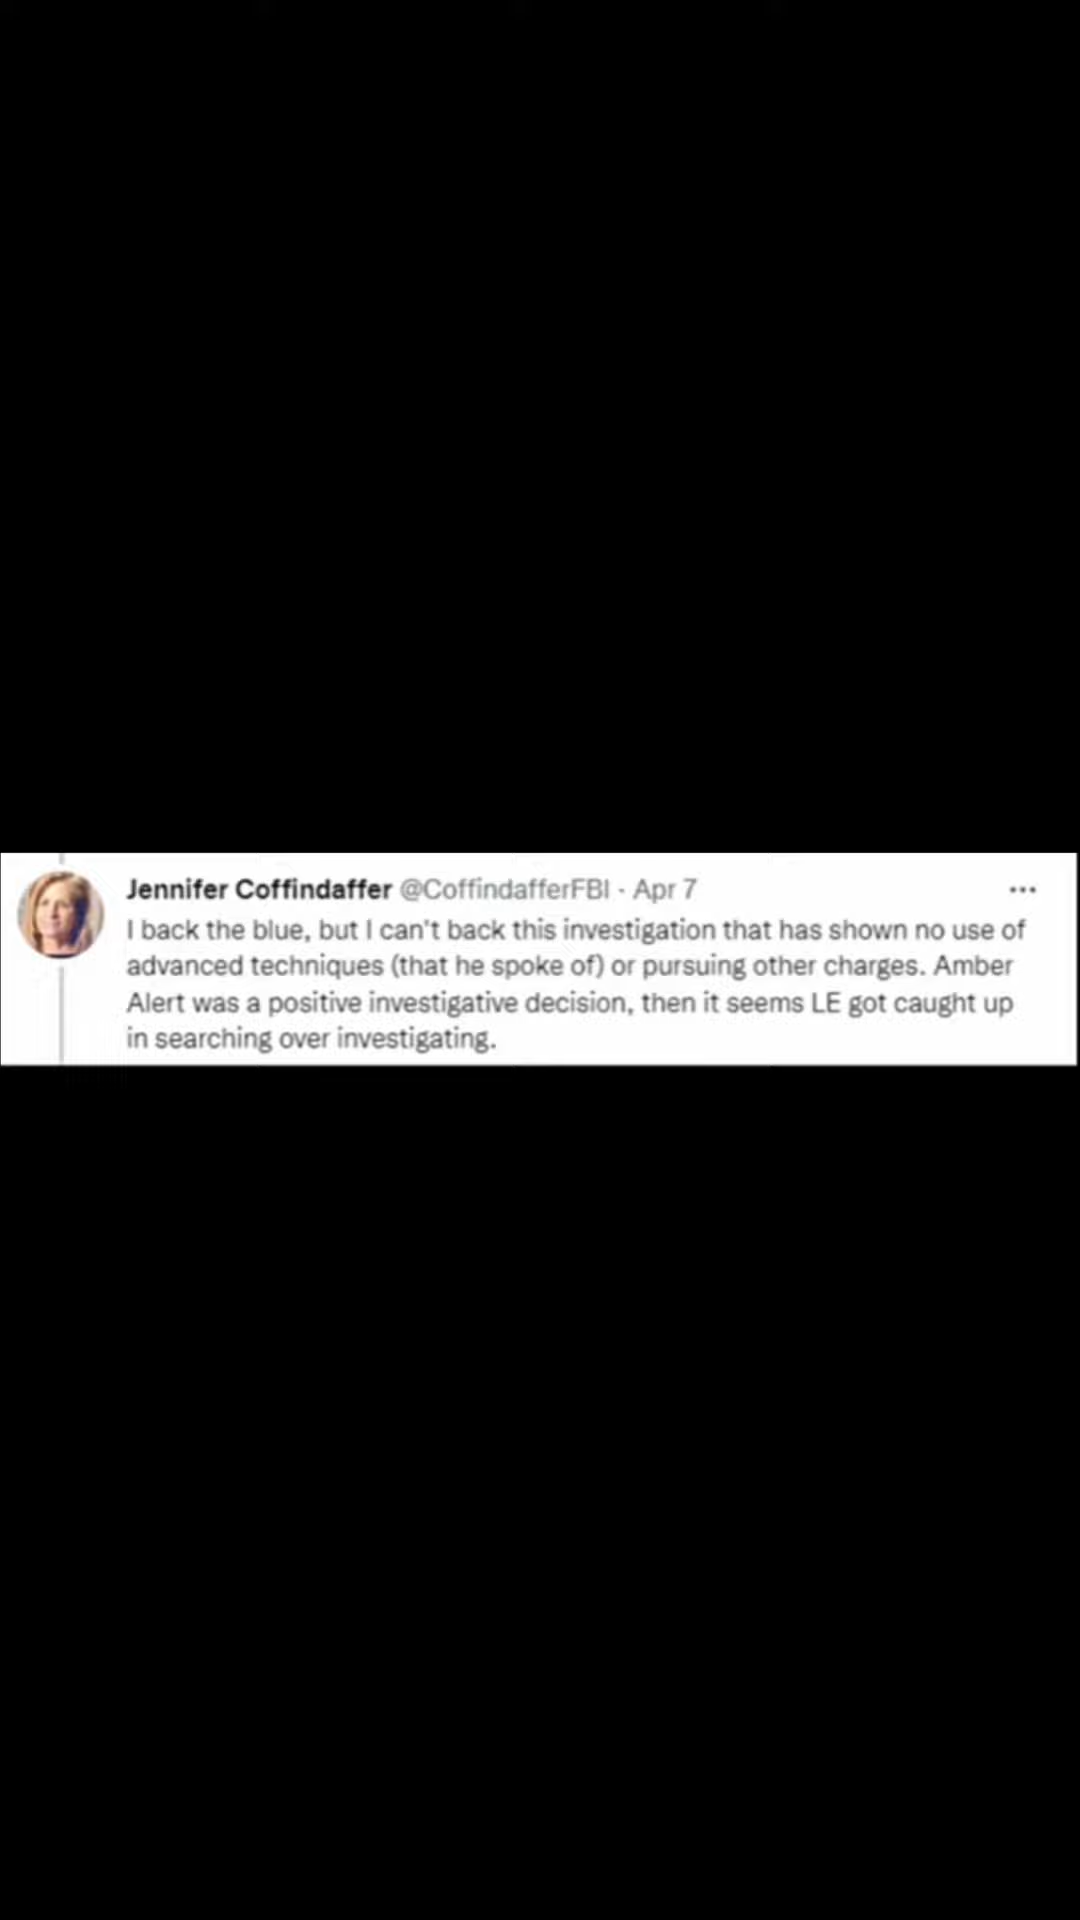 Jennifer Coffindaffer @CoffindafferFBI · Apr 7 ...
I back the blue, but I can't back this investigation that has shown no use of
advanced techniques (that he spoke of) or pursuing other charges. Amber
Alert was a positive investigative decision, then it seems LE got caught up
in searching over investigating.